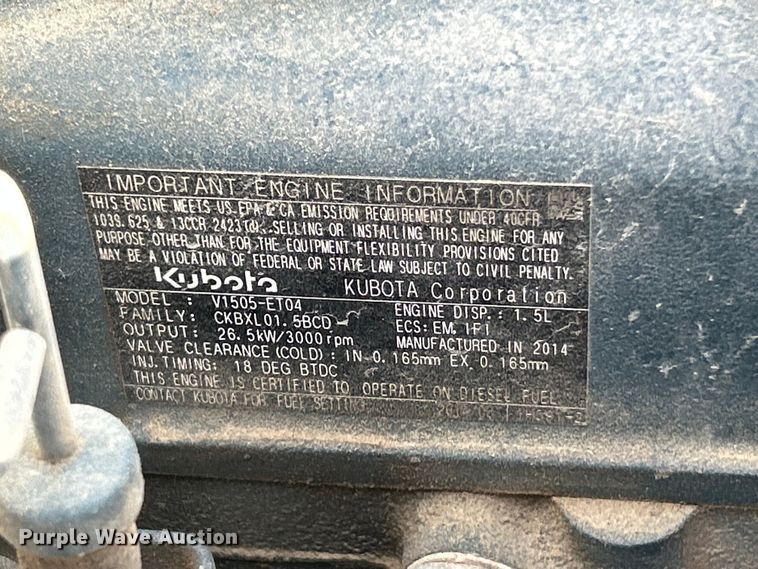 IMPORTANT ENGINE INFORMATION
THIS ENGINE MEETS US EPA & CA EMISSION REQUIREMENTS UNDER 40CFR
1039.625 & 13CCR 2423(d). SELLING OR INSTALLING THIS ENGINE FOR ANY
PURPOSE OTHER THAN FOR THE EQUIPMENT FLEXIBILITY PROVISIONS CITED
MAY BE A VIOLATION OF FEDERAL OR STATE LAW SUBJECT TO CIVIL PENALTY.
Kubota KUBOTA Corporation
MODEL : V1505-ET04 ENGINE DISP.: 1.5L
FAMILY: CKBXL01.5BCD ECS: EM, IFI
OUTPUT: 26.5kW/3000rpm MANUFACTURED IN 2014
VALVE CLEARANCE (COLD): IN 0.165mm EX 0.165mm
INJ. TIMING: 18 DEG BTDC
THIS ENGINE IS CERTIFIED TO OPERATE ON DIESEL FUEL
CONTACT KUBOTA FOR FUEL SETTING
Purple Wave Auction